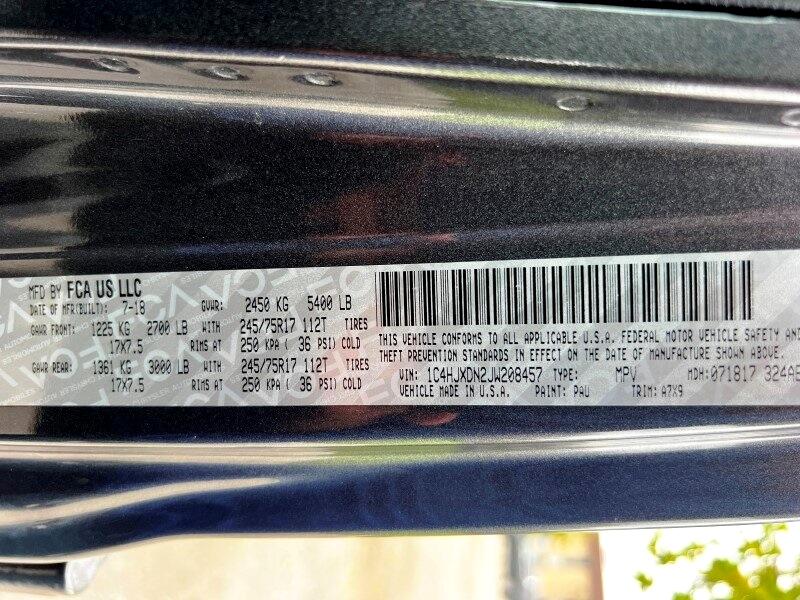 MFD BY FCA US LLC
DATE OF MFR(BUILT): 7-18 GVWR: 2450 KG 5400 LB
GAWR FRONT: 1225 KG 2700 LB WITH 245/75R17 112T TIRES
17X7.5 RIMS AT 250 KPA ( 36 PSI) COLD
GAWR REAR: 1361 KG 3000 LB WITH 245/75R17 112T TIRES
17X7.5 RIMS AT 250 KPA ( 36 PSI) COLD
THIS VEHICLE CONFORMS TO ALL APPLICABLE U.S.A. FEDERAL MOTOR VEHICLE SAFETY AND
THEFT PREVENTION STANDARDS IN EFFECT ON THE DATE OF MANUFACTURE SHOWN ABOVE.
VIN: 1C4HJXDN2JW208457 TYPE: MPV MDH: 071817 324AE
VEHICLE MADE IN U.S.A. PAINT: PAU TRIM: A7X9